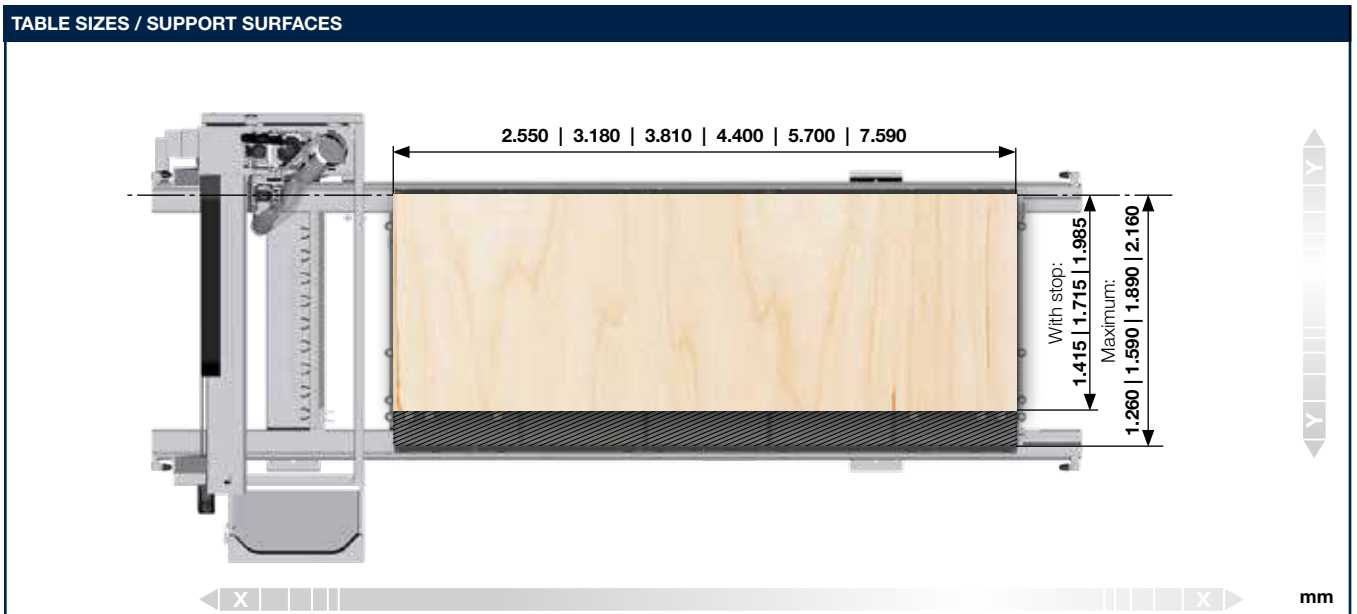 TABLE SIZES / SUPPORT SURFACES
2.550 | 3.180 | 3.810 | 4.400 | 5.700 | 7.590
Y
With stop:
1.415 | 1.715 | 1.985
Maximum:
1.260 | 1.590 | 1.890 | 2.160
Y
X
X
mm